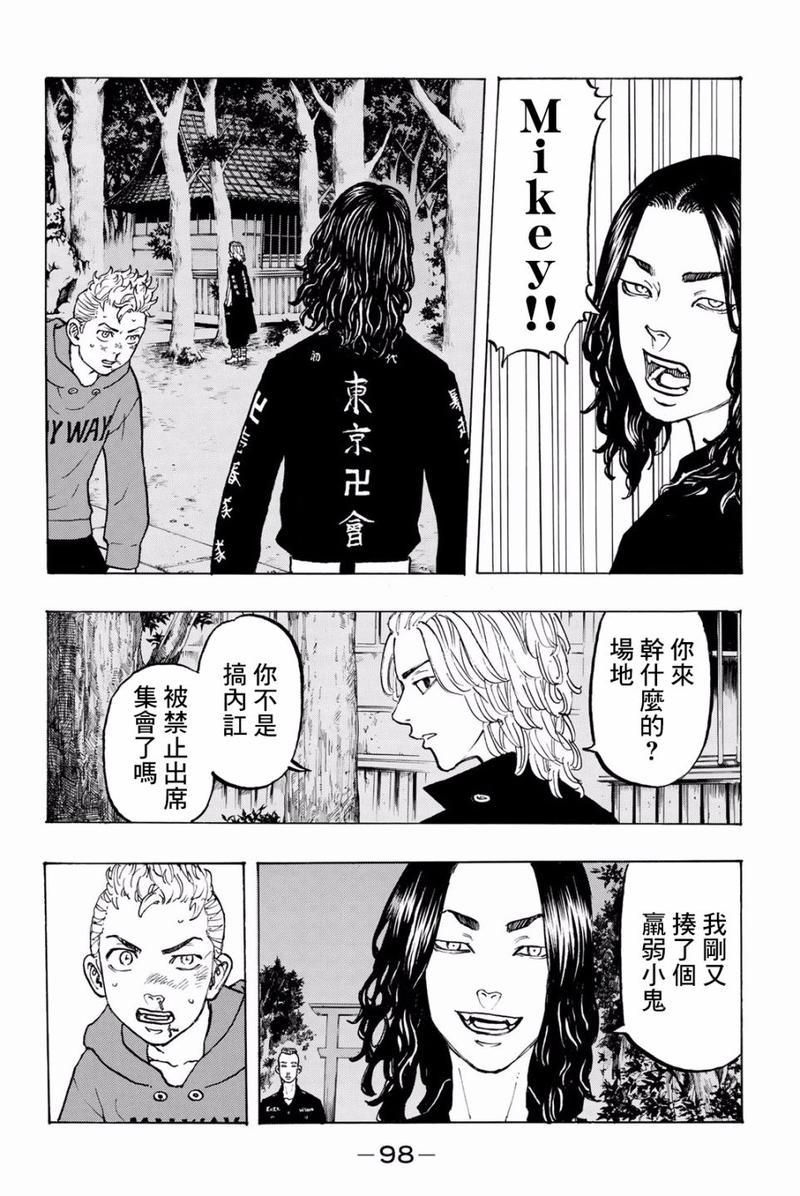 Mikey!!
初代
東京卍會
MY WAY
你來
幹什麼的?
場地
你不是
搞內訌
被禁止出席
集會了嗎
我剛又
揍了個
羸弱小鬼
-98-